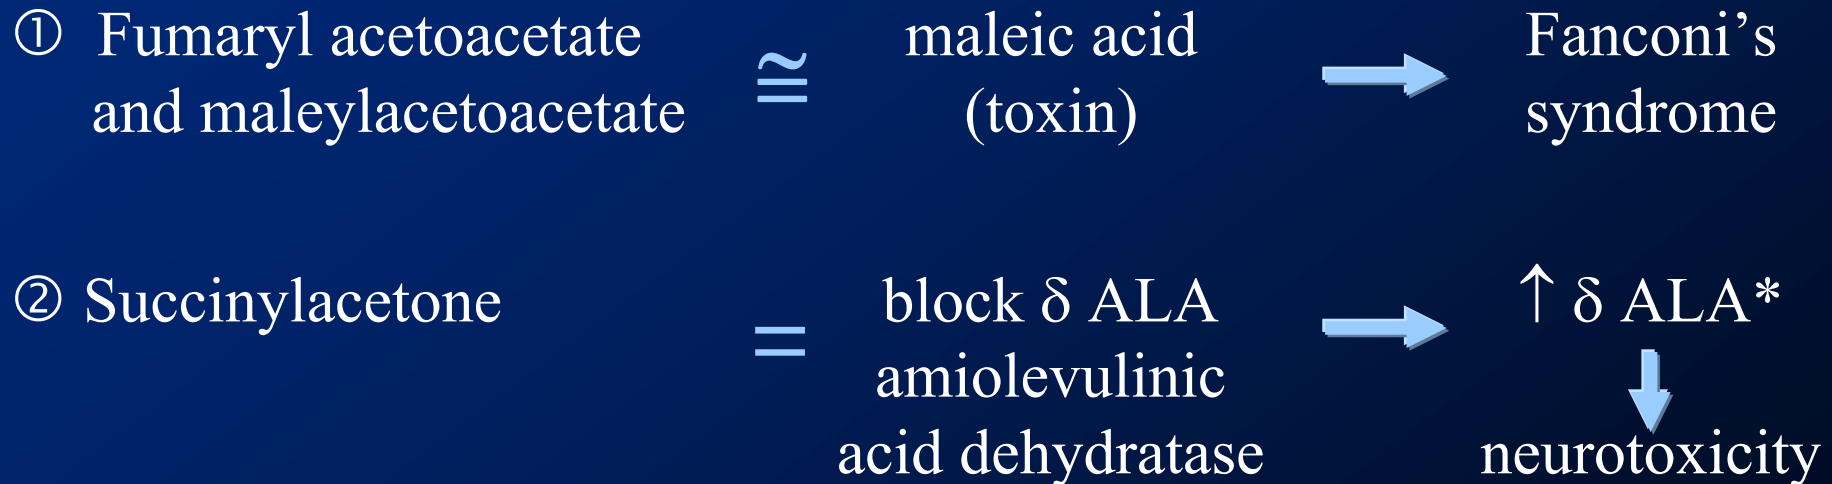 ① Fumaryl acetoacetate ≅ maleic acid → Fanconi’s
and maleylacetoacetate (toxin) syndrome
② Succinylacetone = block δ ALA → ↑ δ ALA*
amiolevulinic ↓
acid dehydratase neurotoxicity